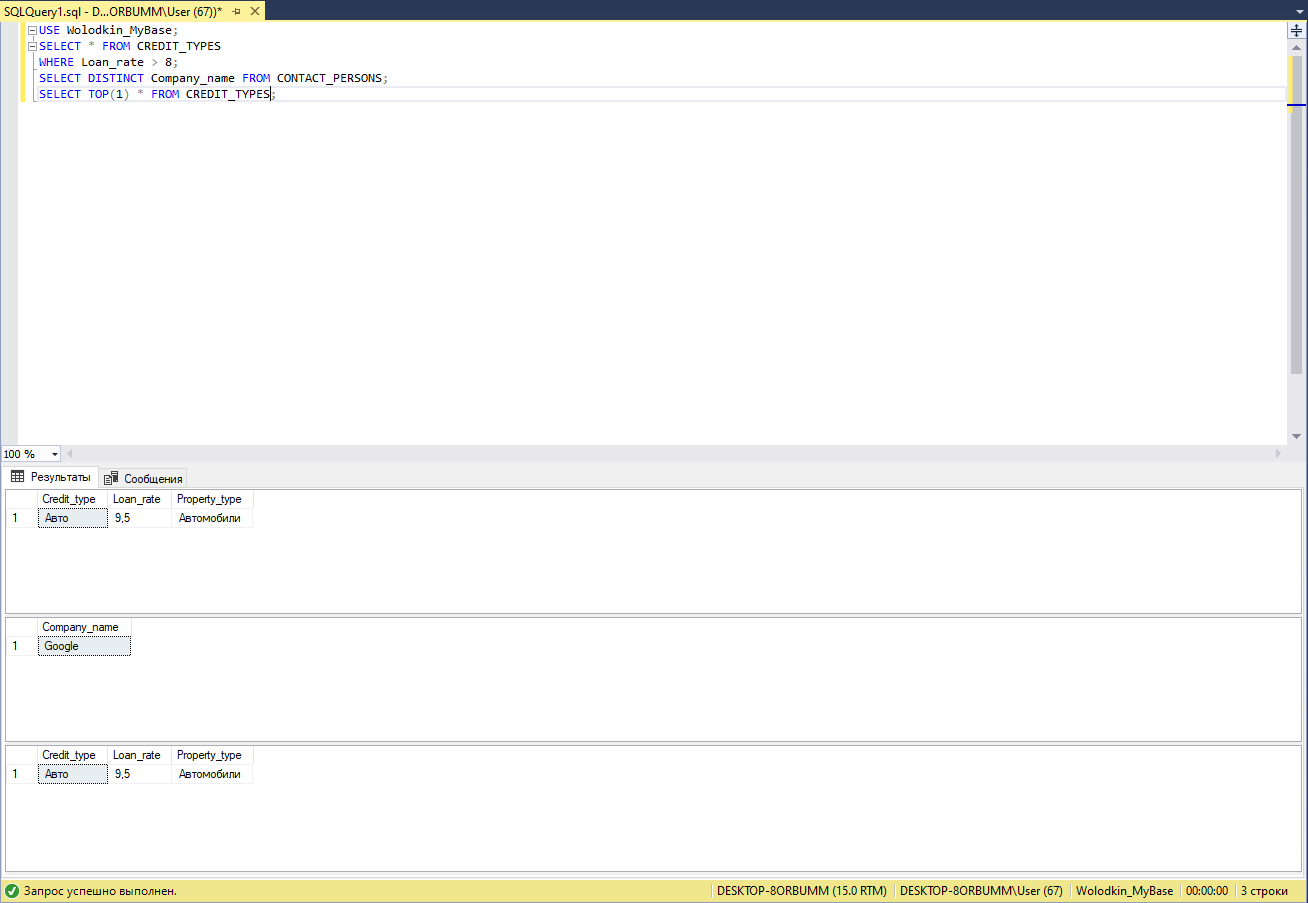 SQLQuery1.sql - D...ORBUMM\User (67))*
USE Wolodkin_MyBase;
SELECT * FROM CREDIT_TYPES
WHERE Loan_rate > 8;
SELECT DISTINCT Company_name FROM CONTACT_PERSONS;
SELECT TOP(1) * FROM CREDIT_TYPES;
100 %
Результаты Сообщения
Credit_type Loan_rate Property_type
1 Авто 9,5 Автомобили
Company_name
1 Google
Credit_type Loan_rate Property_type
1 Авто 9,5 Автомобили
Запрос успешно выполнен. DESKTOP-8ORBUMM (15.0 RTM) DESKTOP-8ORBUMM\User (67) Wolodkin_MyBase 00:00:00 3 строки